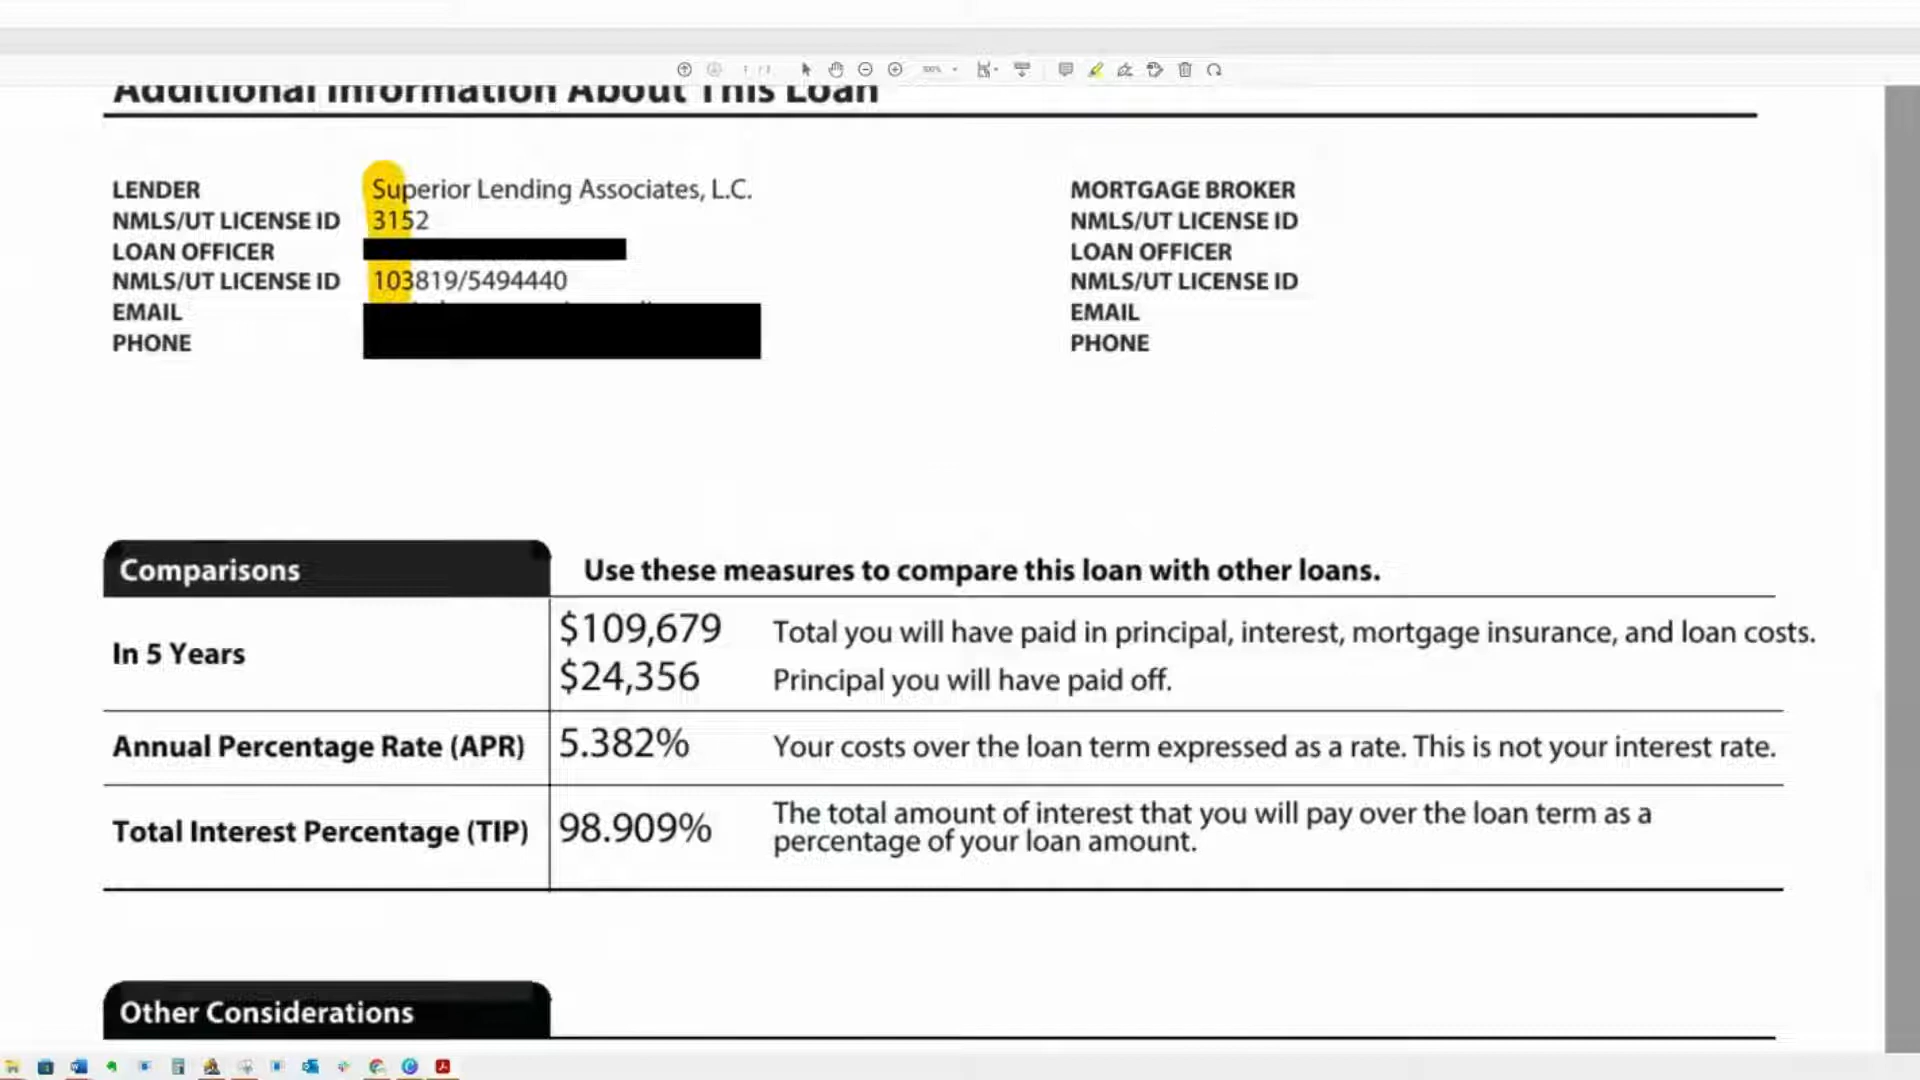 Additional Information About This Loan
LENDER Superior Lending Associates, L.C.
NMLS/UT LICENSE ID 3152
LOAN OFFICER
NMLS/UT LICENSE ID 103819/5494440
EMAIL
PHONE
MORTGAGE BROKER
NMLS/UT LICENSE ID
LOAN OFFICER
NMLS/UT LICENSE ID
EMAIL
PHONE
Comparisons Use these measures to compare this loan with other loans.
In 5 Years
$109,679 Total you will have paid in principal, interest, mortgage insurance, and loan costs.
$24,356 Principal you will have paid off.
Annual Percentage Rate (APR) 5.382% Your costs over the loan term expressed as a rate. This is not your interest rate.
Total Interest Percentage (TIP) 98.909% The total amount of interest that you will pay over the loan term as a
percentage of your loan amount.
Other Considerations